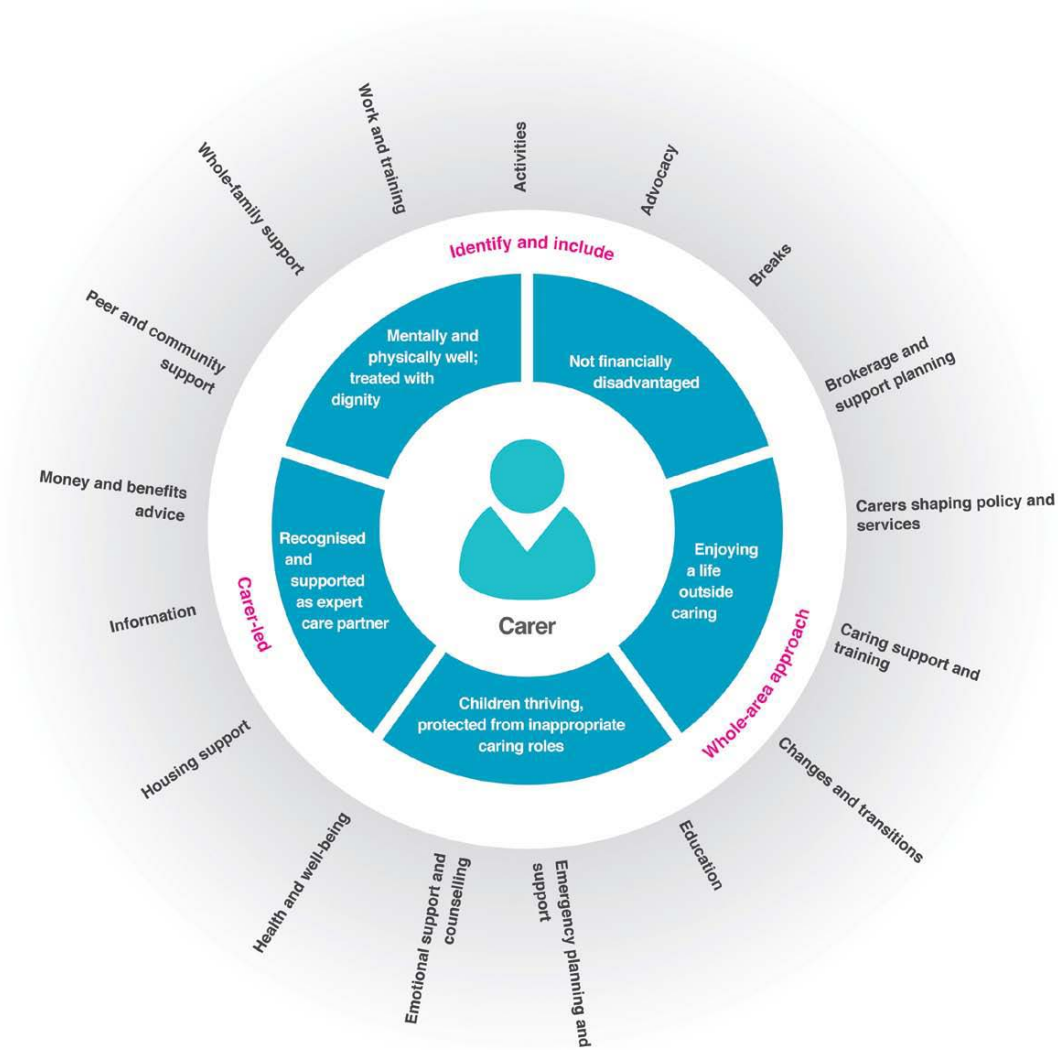 Activities
Advocacy
Breaks
Brokerage and
support planning
Carers shaping policy and
services
Caring support and
training
Changes and transitions
Education
Emergency planning and
support
Emotional support and
counselling
Health and well-being
Housing support
Information
Money and benefits
advice
Peer and community
support
Whole-family support
Work and training
Identify and include
Whole-area approach
Carer-led
Mentally and
physically well;
treated with
dignity
Not financially
disadvantaged
Enjoying
a life
outside
caring
Children thriving,
protected from inappropriate
caring roles
Recognised
and
supported
as expert
care partner
Carer